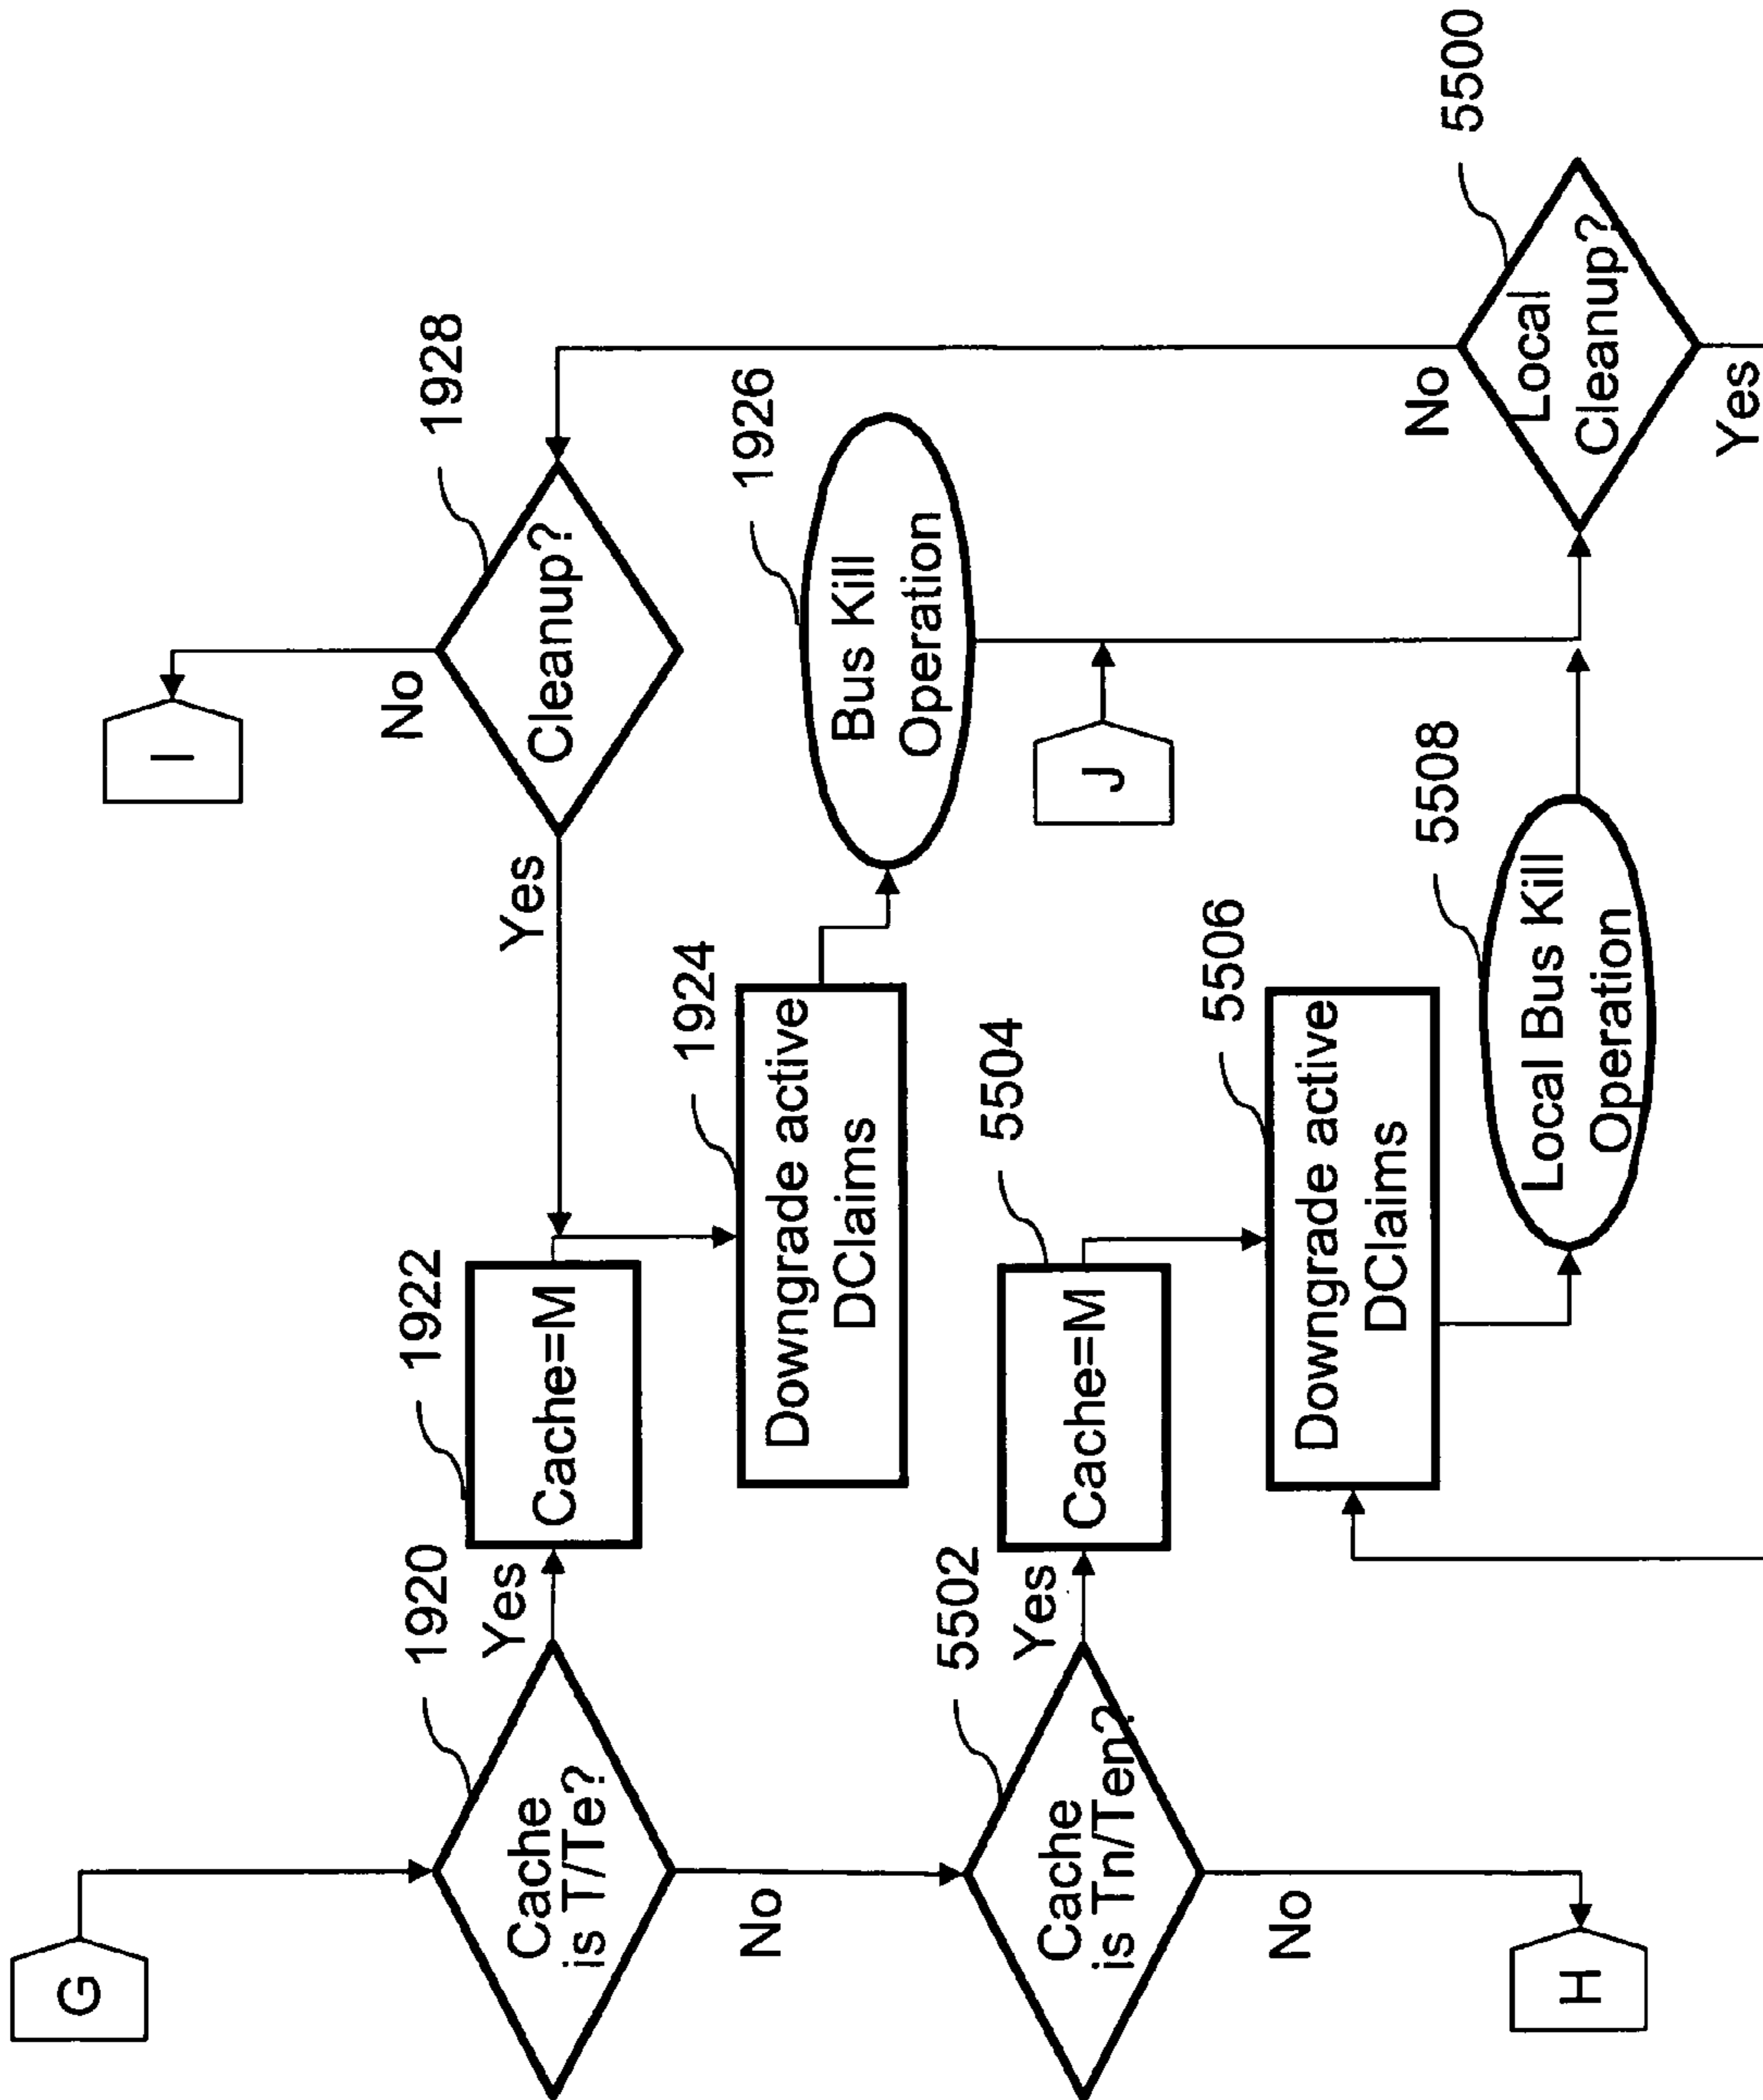 G
Cache
is T/Te?
1920
Yes
No
Cache=M
1922
Downgrade active
DClaims
1924
Bus Kill
Operation
1926
Cleanup?
1928
Yes
No
I
Cache
is Tn/Ten?
5502
Yes
No
H
Cache=M
5504
Downgrade active
DClaims
5506
Local Bus Kill
Operation
5508
J
Local
Cleanup?
5500
No
Yes